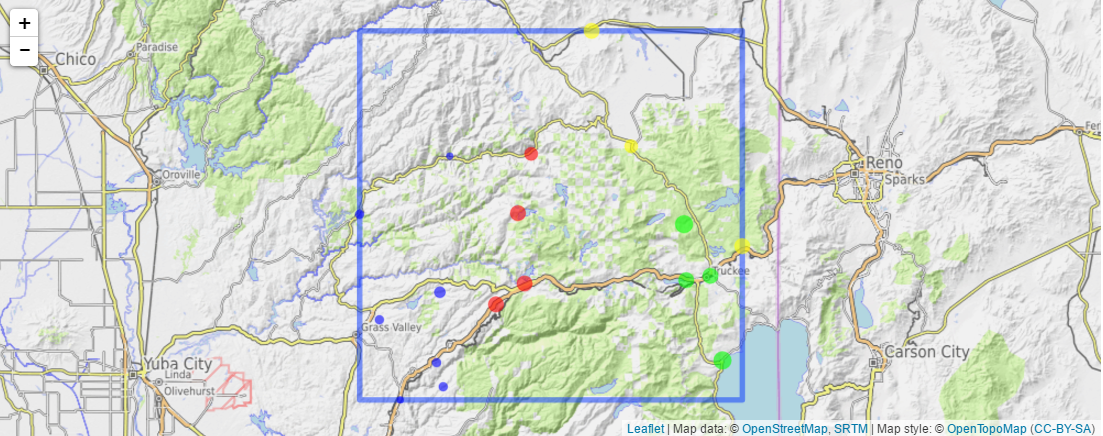 +
−
Paradise
Chico
Oroville
Reno
Sparks
Fer
Truckee
Grass Valley
Yuba City
Linda
Olivehurst
Carson City
Leaflet | Map data: © OpenStreetMap, SRTM | Map style: © OpenTopoMap (CC-BY-SA)